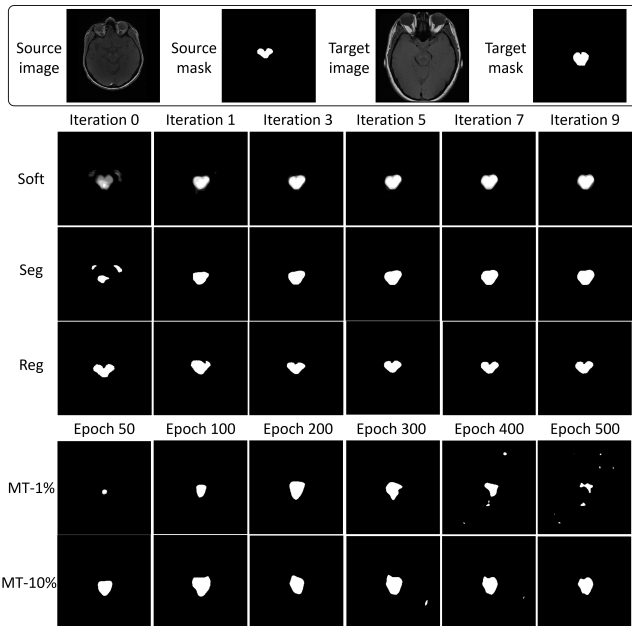 Source image
Source mask
Target image
Target mask
Iteration 0 Iteration 1 Iteration 3 Iteration 5 Iteration 7 Iteration 9
Soft
Seg
Reg
Epoch 50 Epoch 100 Epoch 200 Epoch 300 Epoch 400 Epoch 500
MT-1%
MT-10%